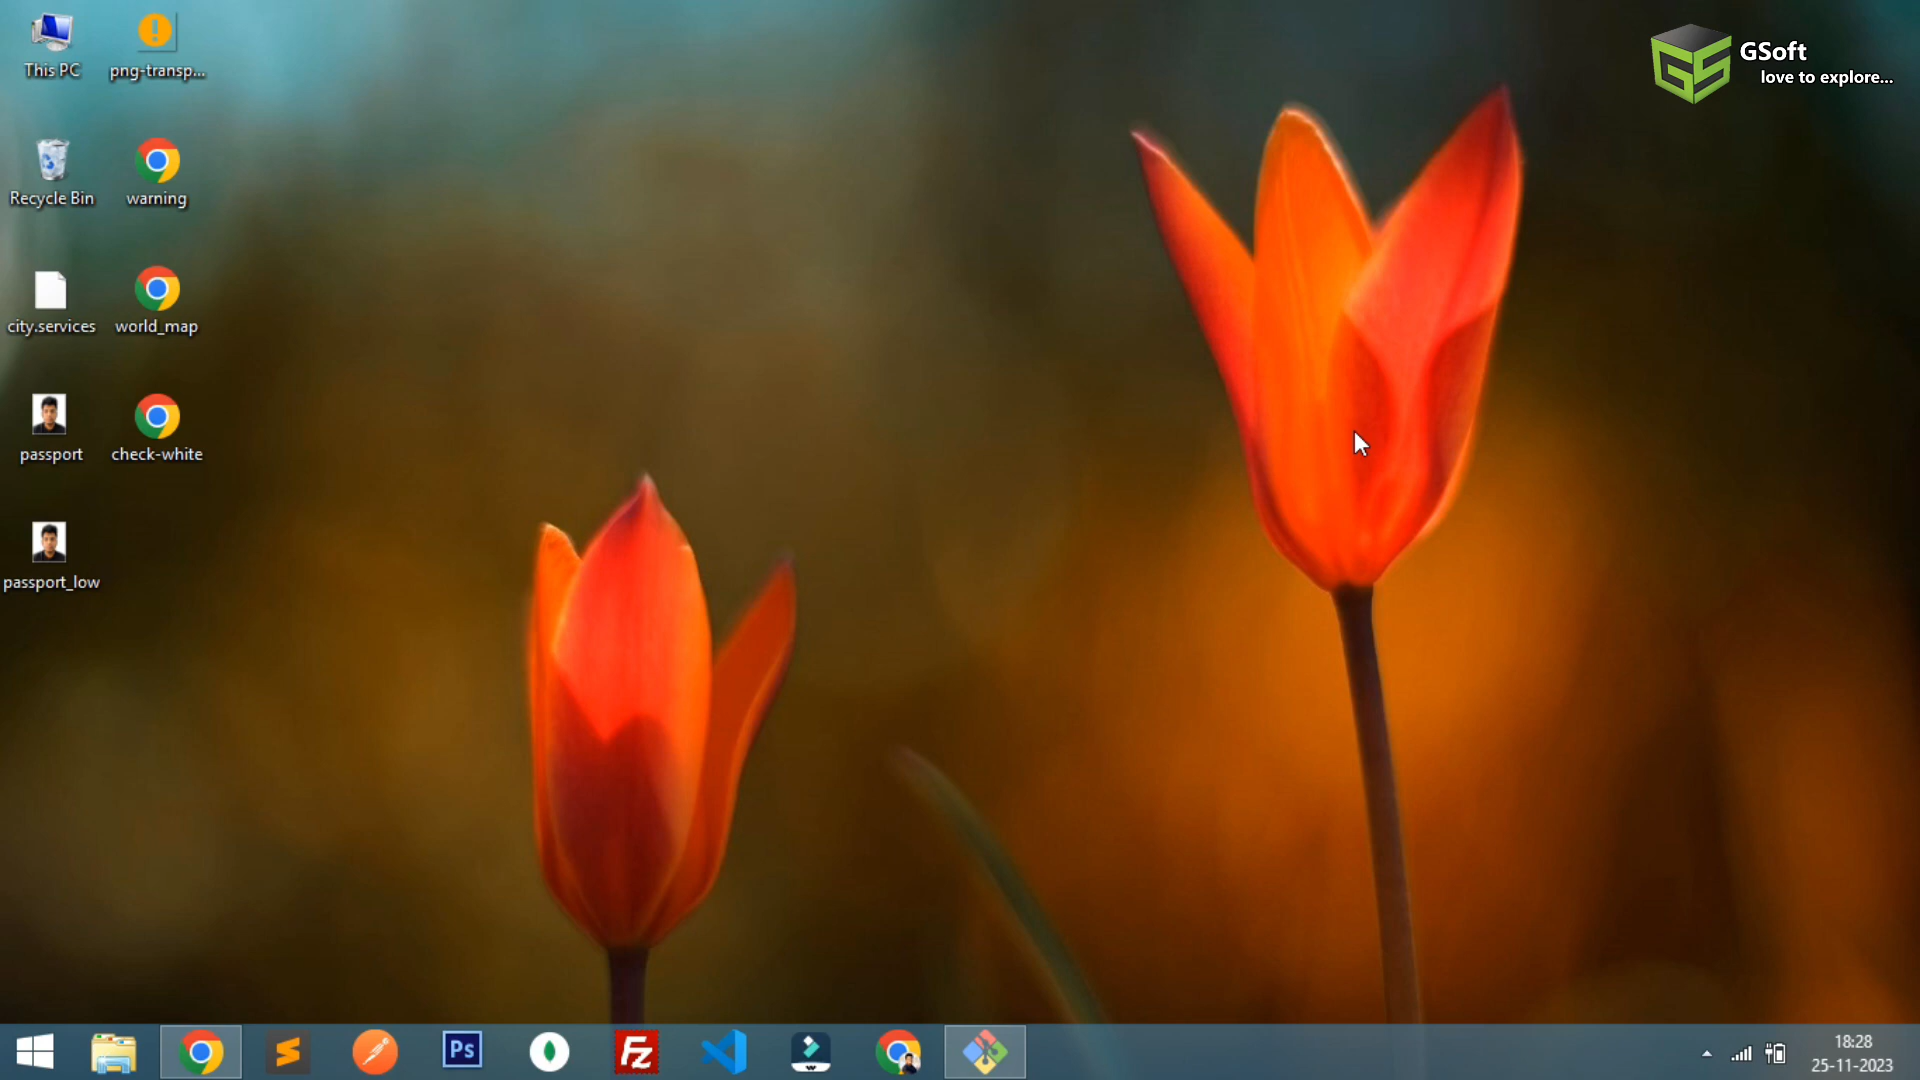 This PC
png-transp...
GSoft
love to explore...
Recycle Bin
warning
city.services
world_map
passport
check-white
passport_low
Ps
Fz
18:28
25-11-2023